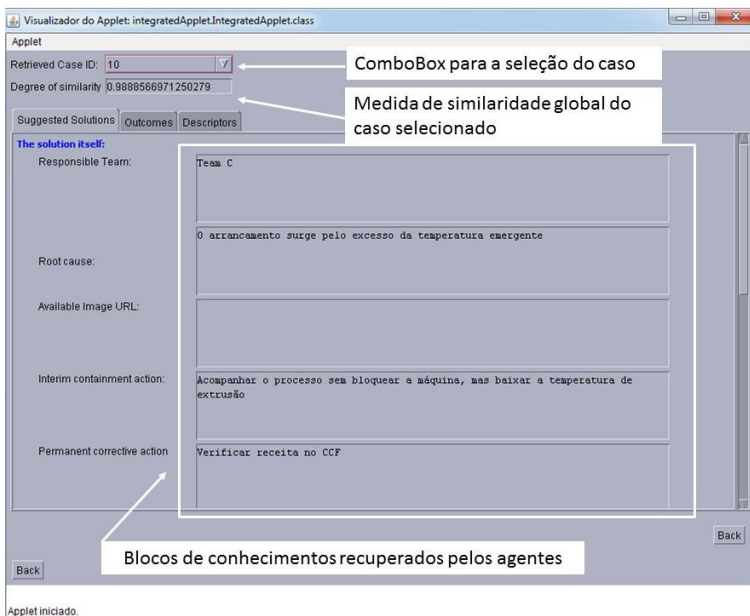 Visualizador do Applet: integratedApplet.IntegratedApplet.class
Applet
Retrieved Case ID: 10
ComboBox para a seleção do caso
Degree of similarity 0.9888566971250279
Medida de similaridade global do
caso selecionado
Suggested Solutions Outcomes Descriptors
The solution itself:
Responsible Team: Team C
O arrancamento surge pelo excesso da temperatura emergente
Root cause:
Available Image URL:
Interim containment action: Acompanhar o processo sem bloquear a máquina, mas baixar a temperatura de
extrusão
Permanent corrective action Verificar receita no CCF
Back
Blocos de conhecimentos recuperados pelos agentes
Back
Applet iniciado.